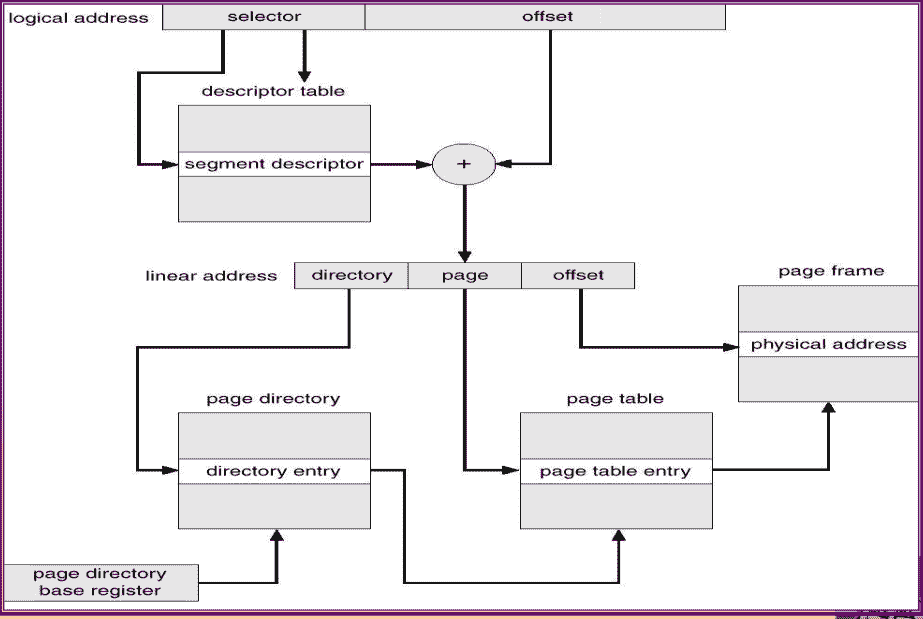 logical address
selector
offset
descriptor table
segment descriptor
+
linear address
directory
page
offset
page frame
physical address
page directory
page table
directory entry
page table entry
page directory
base register